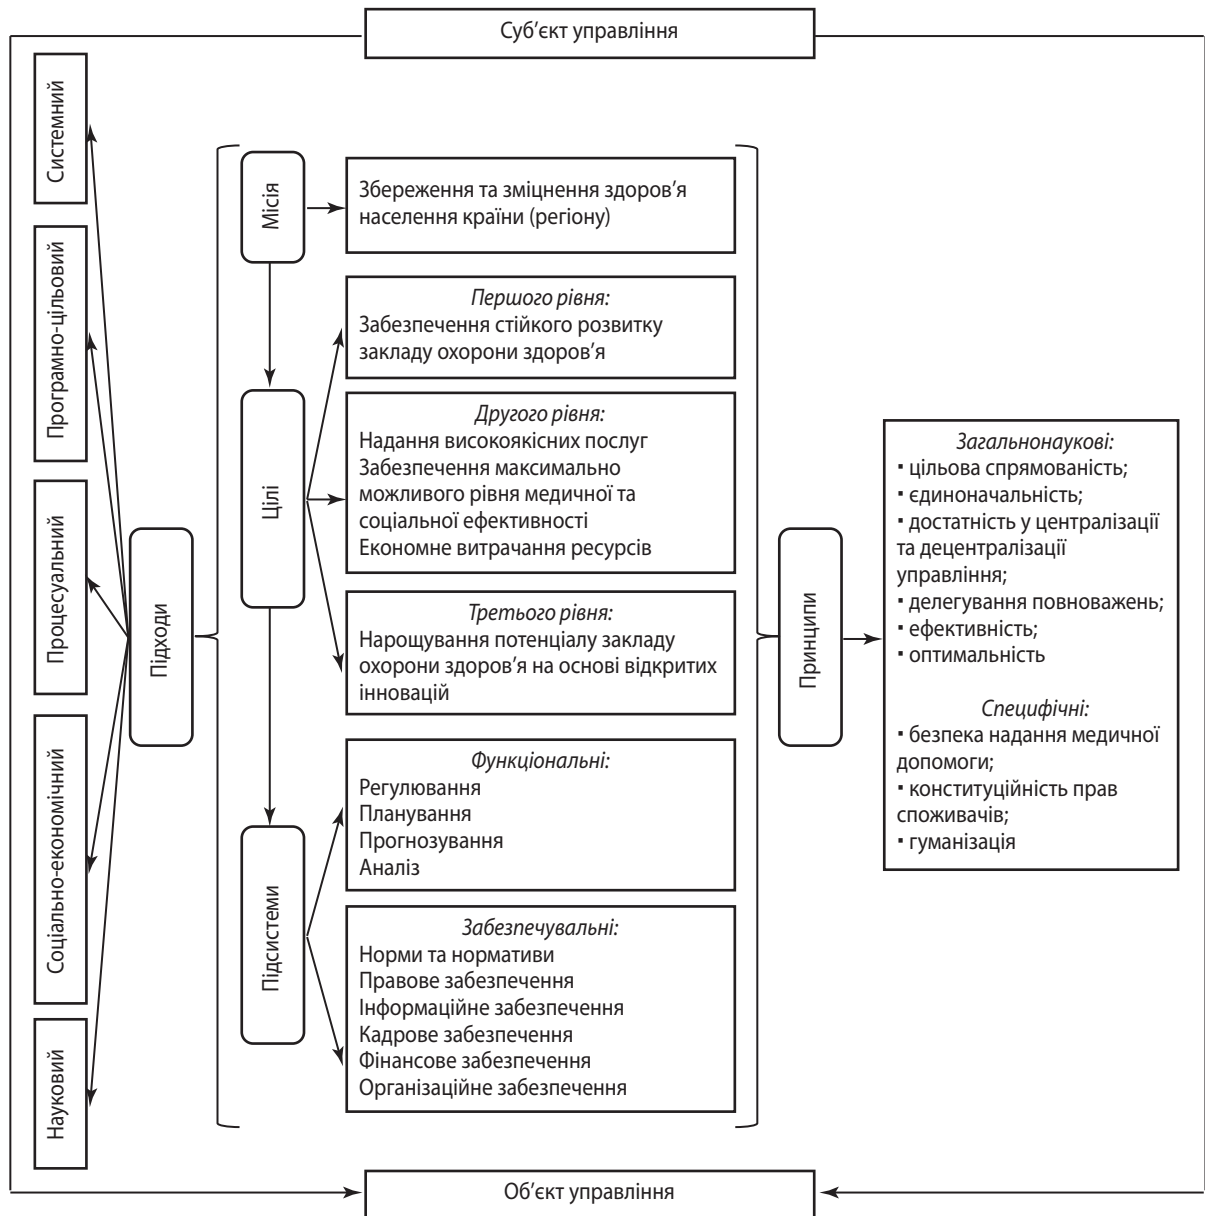 Суб’єкт управління
Системний
Програмно-цільовий
Процесуальний
Соціально-економічний
Науковий
Підходи
Місія
Збереження та зміцнення здоров’я
населення країни (регіону)
Цілі
Першого рівня:
Забезпечення стійкого розвитку
закладу охорони здоров’я
Другого рівня:
Надання високоякісних послуг
Забезпечення максимально
можливого рівня медичної та
соціальної ефективності
Економне витрачання ресурсів
Третього рівня:
Нарощування потенціалу закладу
охорони здоров’я на основі відкритих
інновацій
Підсистеми
Функціональні:
Регулювання
Планування
Прогнозування
Аналіз
Забезпечувальні:
Норми та нормативи
Правове забезпечення
Інформаційне забезпечення
Кадрове забезпечення
Фінансове забезпечення
Організаційне забезпечення
Принципи
Загальнонаукові:
▪ цільова спрямованість;
▪ єдиноначальність;
▪ достатність у централізації
та децентралізації
управління;
▪ делегування повноважень;
▪ ефективність;
▪ оптимальність
Специфічні:
▪ безпека надання медичної
допомоги;
▪ конституційність прав
споживачів;
▪ гуманізація
Об’єкт управління